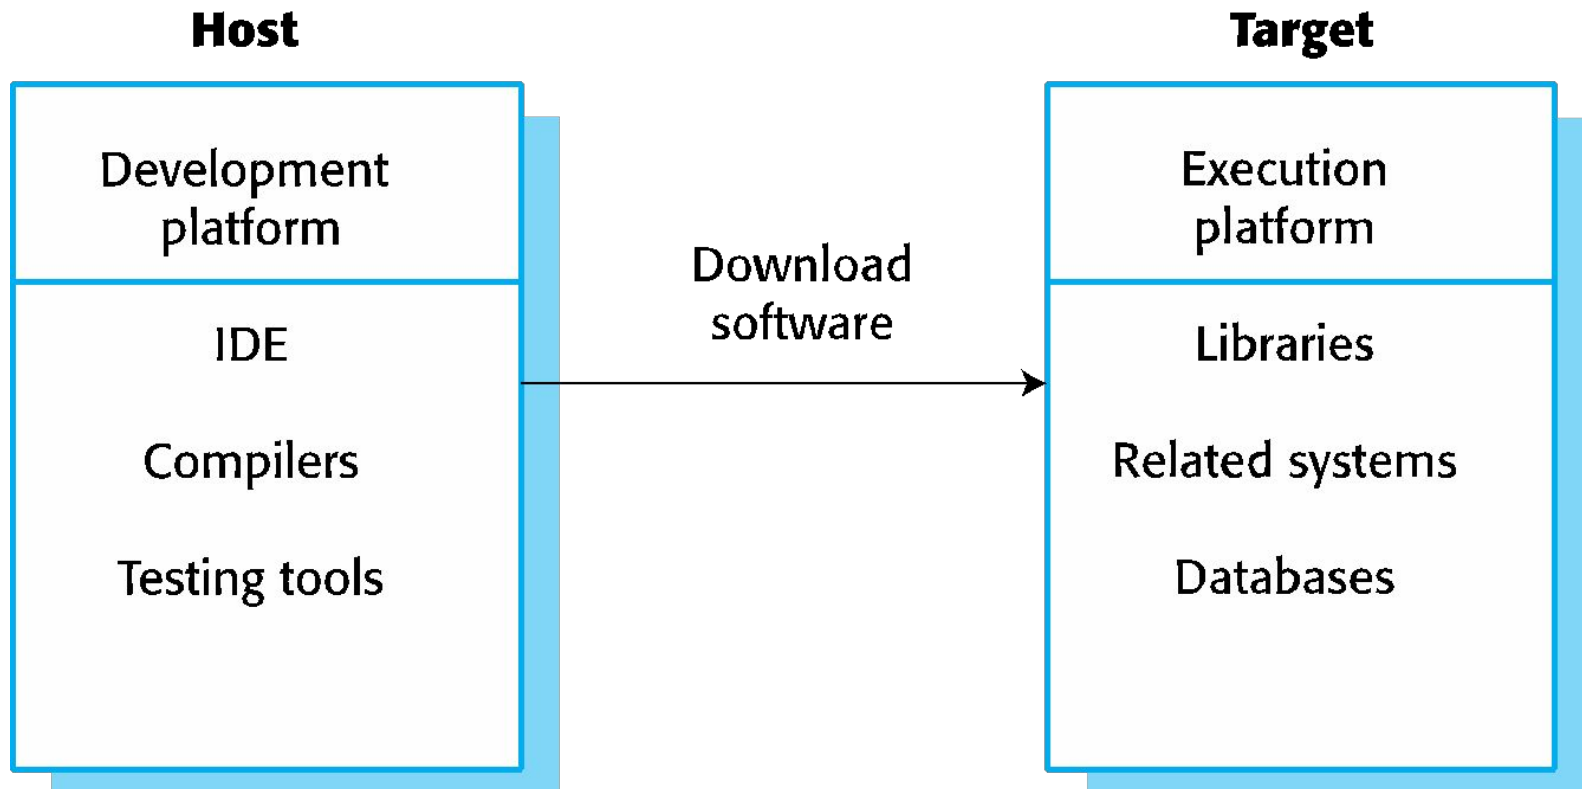 Host
Development
platform
IDE
Compilers
Testing tools
Download
software
Target
Execution
platform
Libraries
Related systems
Databases